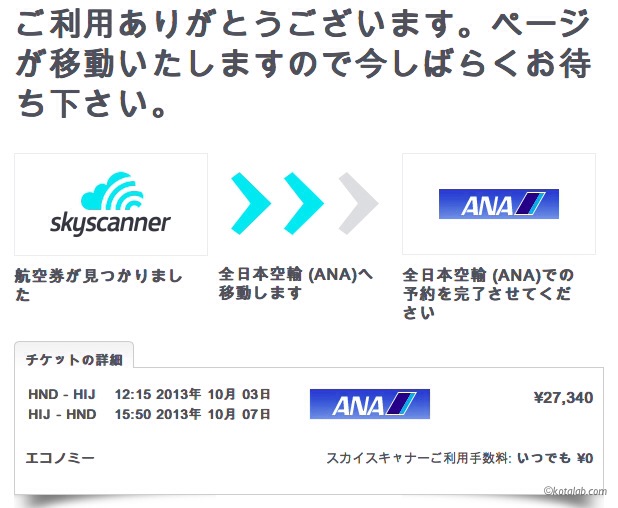 ご利用ありがとうございます。ページ
が移動いたしますので今しばらくお待
ち下さい。
skyscanner
ANA
航空券が見つかりまし
た
全日本空輸 (ANA)へ
移動します
全日本空輸 (ANA)での
予約を完了させてくだ
さい
チケットの詳細
HND - HIJ 12:15 2013年 10月 03日
HIJ - HND 15:50 2013年 10月 07日
ANA
¥27,340
エコノミー
スカイスキャナーご利用手数料: いつでも ¥0
©kotalab.com